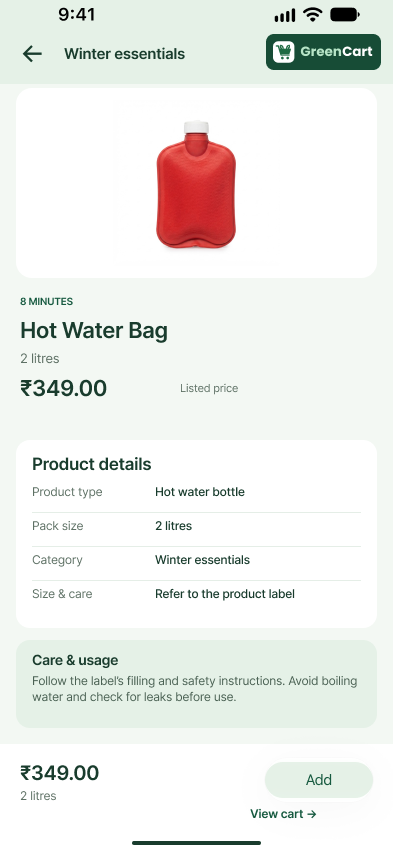 9:41
Winter essentials
GreenCart
8 MINUTES
Hot Water Bag
2 litres
₹349.00
Listed price
Product details
Product type Hot water bottle
Pack size 2 litres
Category Winter essentials
Size & care Refer to the product label
Care & usage
Follow the label's filling and safety instructions. Avoid boiling
water and check for leaks before use.
₹349.00
2 litres
Add
View cart →